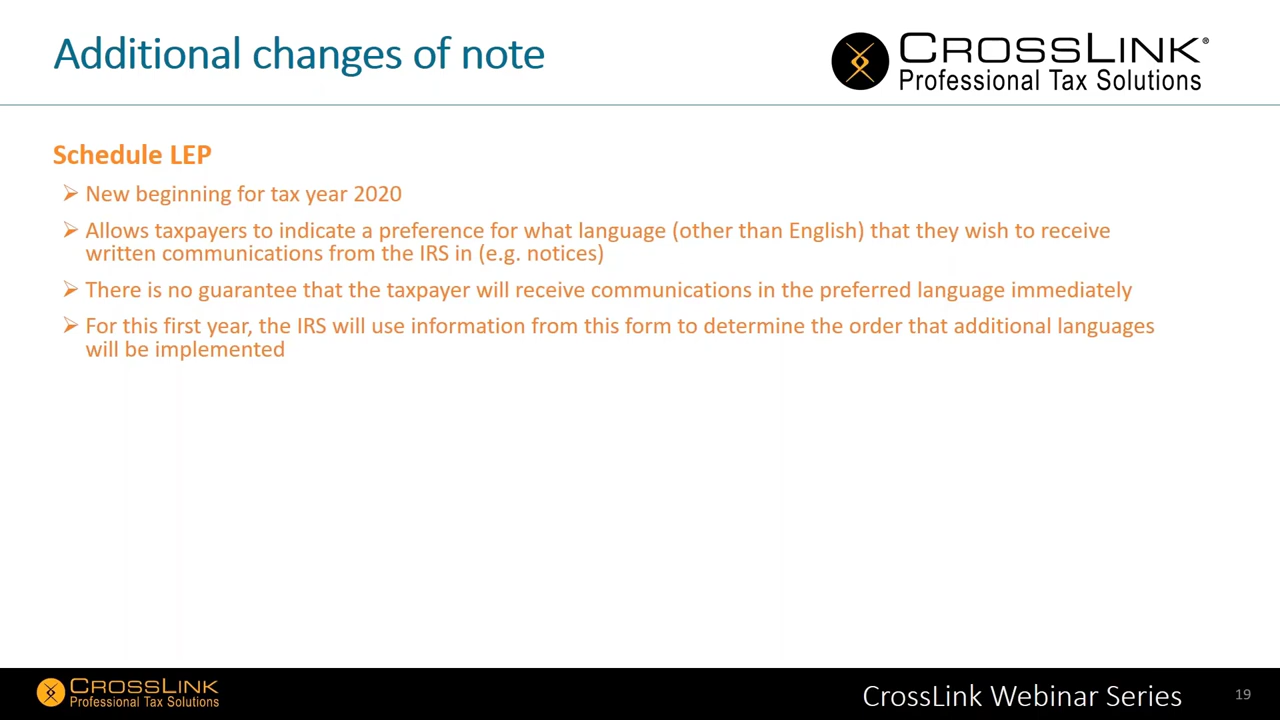 Additional changes of note
CROSSLINK®
Professional Tax Solutions
Schedule LEP
➢ New beginning for tax year 2020
➢ Allows taxpayers to indicate a preference for what language (other than English) that they wish to receive
written communications from the IRS in (e.g. notices)
➢ There is no guarantee that the taxpayer will receive communications in the preferred language immediately
➢ For this first year, the IRS will use information from this form to determine the order that additional languages
will be implemented
CROSSLINK
Professional Tax Solutions
CrossLink Webinar Series
19